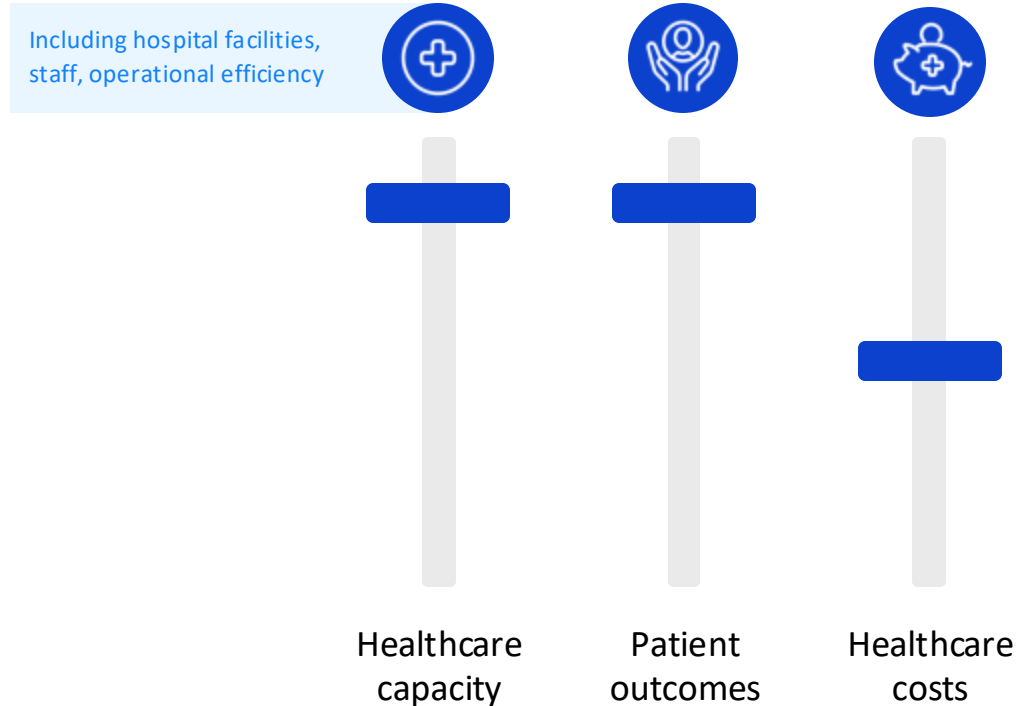 Including hospital facilities,
staff, operational efficiency
Healthcare
capacity
Patient
outcomes
Healthcare
costs